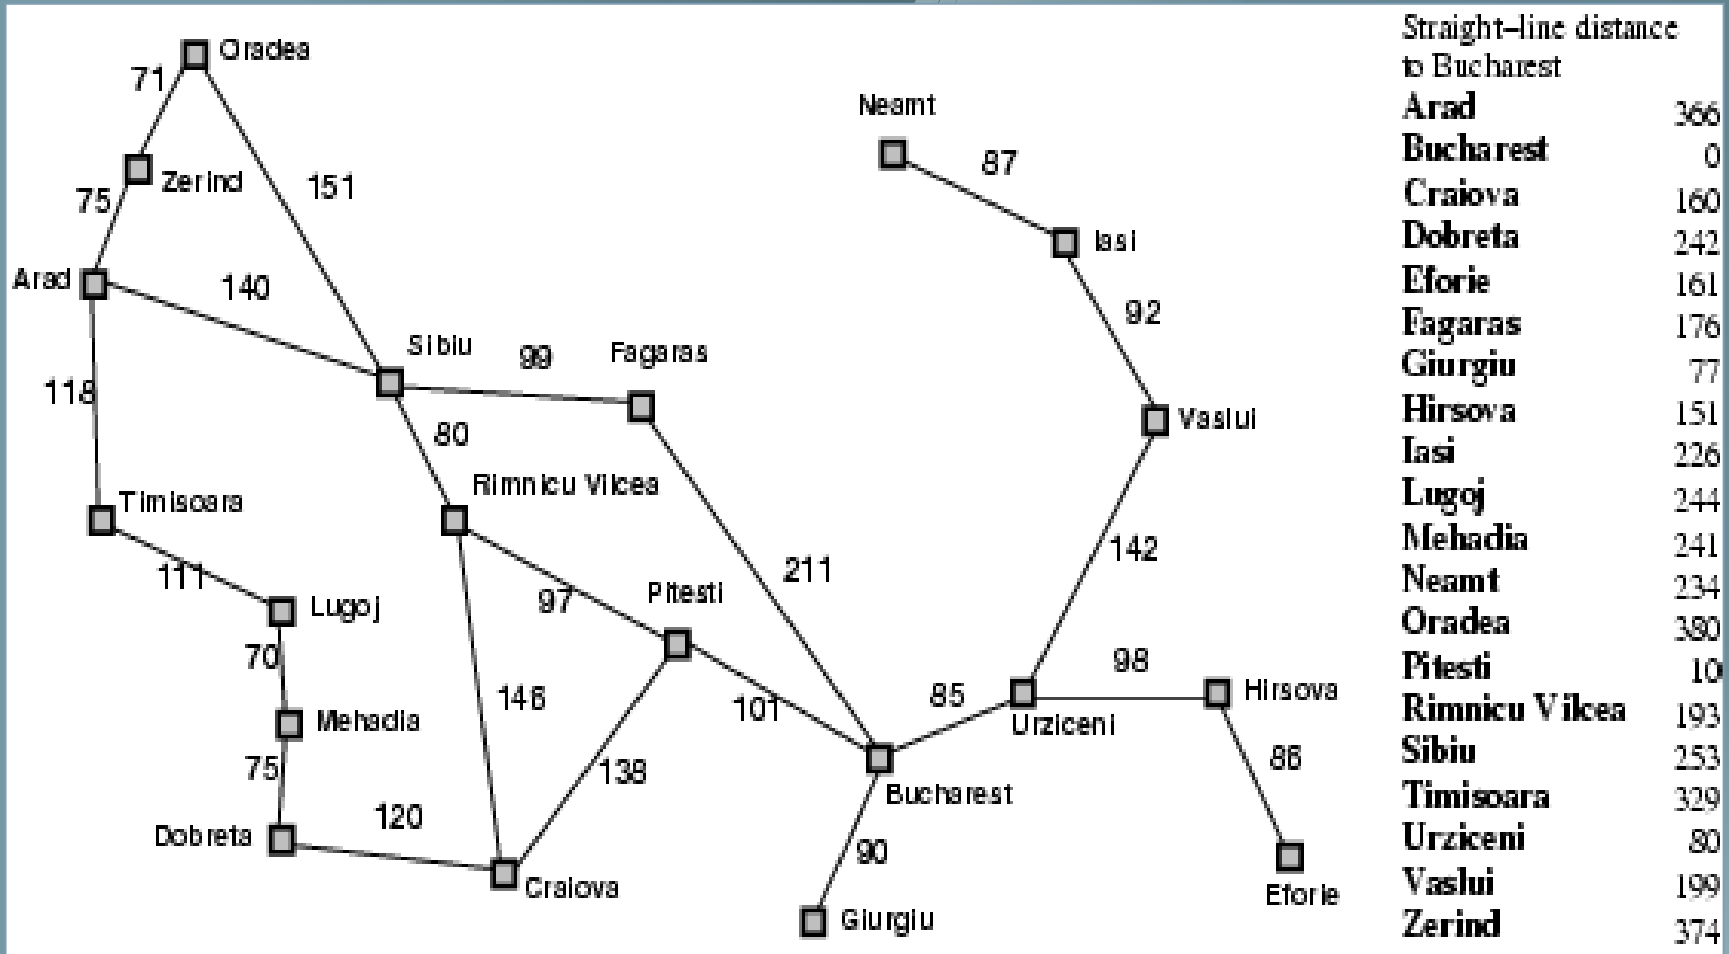 Oradea
71
Neamt
87
Zerind
151
75
Iasi
Arad
140
92
Sibiu
99
Fagaras
118
80
Vaslui
Rimnicu Vilcea
Timisoara
211
142
111
97
Pitesti
Lugoj
70
146
101
85
98
Hirsova
Mehadia
Urziceni
75
138
86
Bucharest
120
Dobreta
90
Craiova
Eforie
Giurgiu
Straight-line distance
to Bucharest
Arad 366
Bucharest 0
Craiova 160
Dobreta 242
Eforie 161
Fagaras 176
Giurgiu 77
Hirsova 151
Iasi 226
Lugoj 244
Mehadia 241
Neamt 234
Oradea 380
Pitesti 10
Rimnicu Vilcea 193
Sibiu 253
Timisoara 329
Urziceni 80
Vaslui 199
Zerind 374